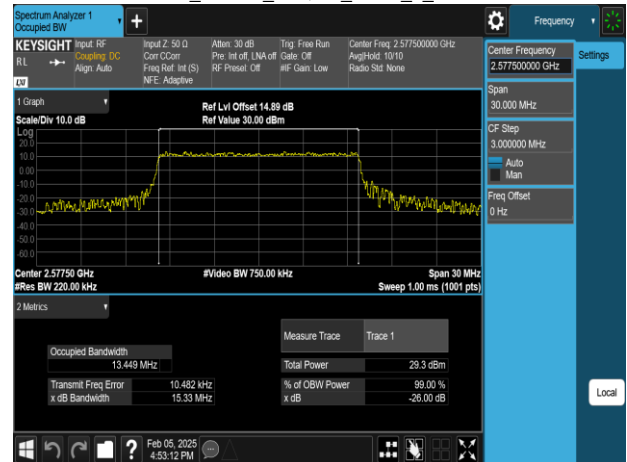 Spectrum Analyzer 1
Occupied BW
Frequency
KEYSIGHT
R L
LXI
Input: RF
Coupling: DC
Align: Auto
Input Z: 50 Ω
Corr CCorr
Freq Ref: Int (S)
NFE: Adaptive
Atten: 30 dB
Pre: Int off, LNA off
RF Presel: Off
Trig: Free Run
Gate: Off
#IF Gain: Low
Center Freq: 2.577500000 GHz
Avg|Hold: 10/10
Radio Std: None
Center Frequency
2.577500000 GHz
Settings
Span
30.000 MHz
CF Step
3.000000 MHz
Auto
Man
Freq Offset
0 Hz
1 Graph
Scale/Div 10.0 dB
Ref Lvl Offset 14.89 dB
Ref Value 30.00 dBm
Log
20.0
10.0
0.00
-10.0
-20.0
-30.0
-40.0
-50.0
-60.0
Center 2.57750 GHz
#Res BW 220.00 kHz
#Video BW 750.00 kHz
Span 30 MHz
Sweep 1.00 ms (1001 pts)
2 Metrics
Measure Trace Trace 1
Occupied Bandwidth
13.449 MHz
Total Power 29.3 dBm
Transmit Freq Error 10.482 kHz
% of OBW Power 99.00 %
x dB Bandwidth 15.33 MHz
x dB -26.00 dB
Local
Feb 05, 2025
4:53:12 PM